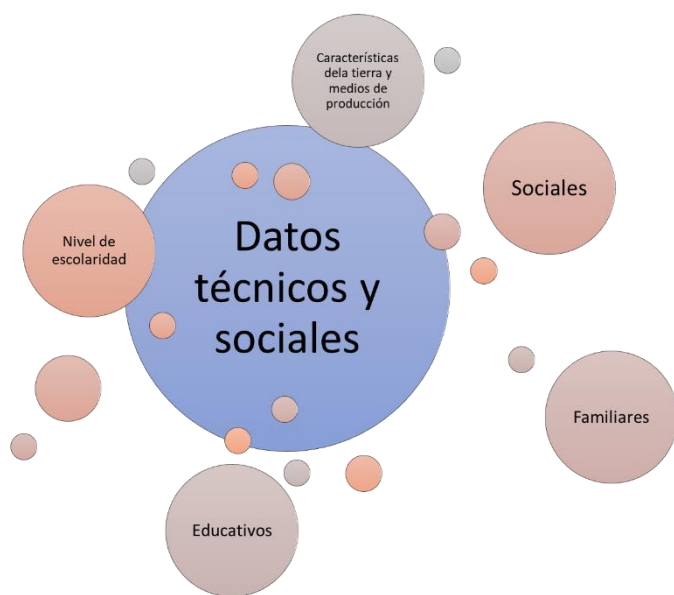 Características
dela tierra y
medios de
producción
Sociales
Nivel de
escolaridad
Datos
técnicos y
sociales
Familiares
Educativos